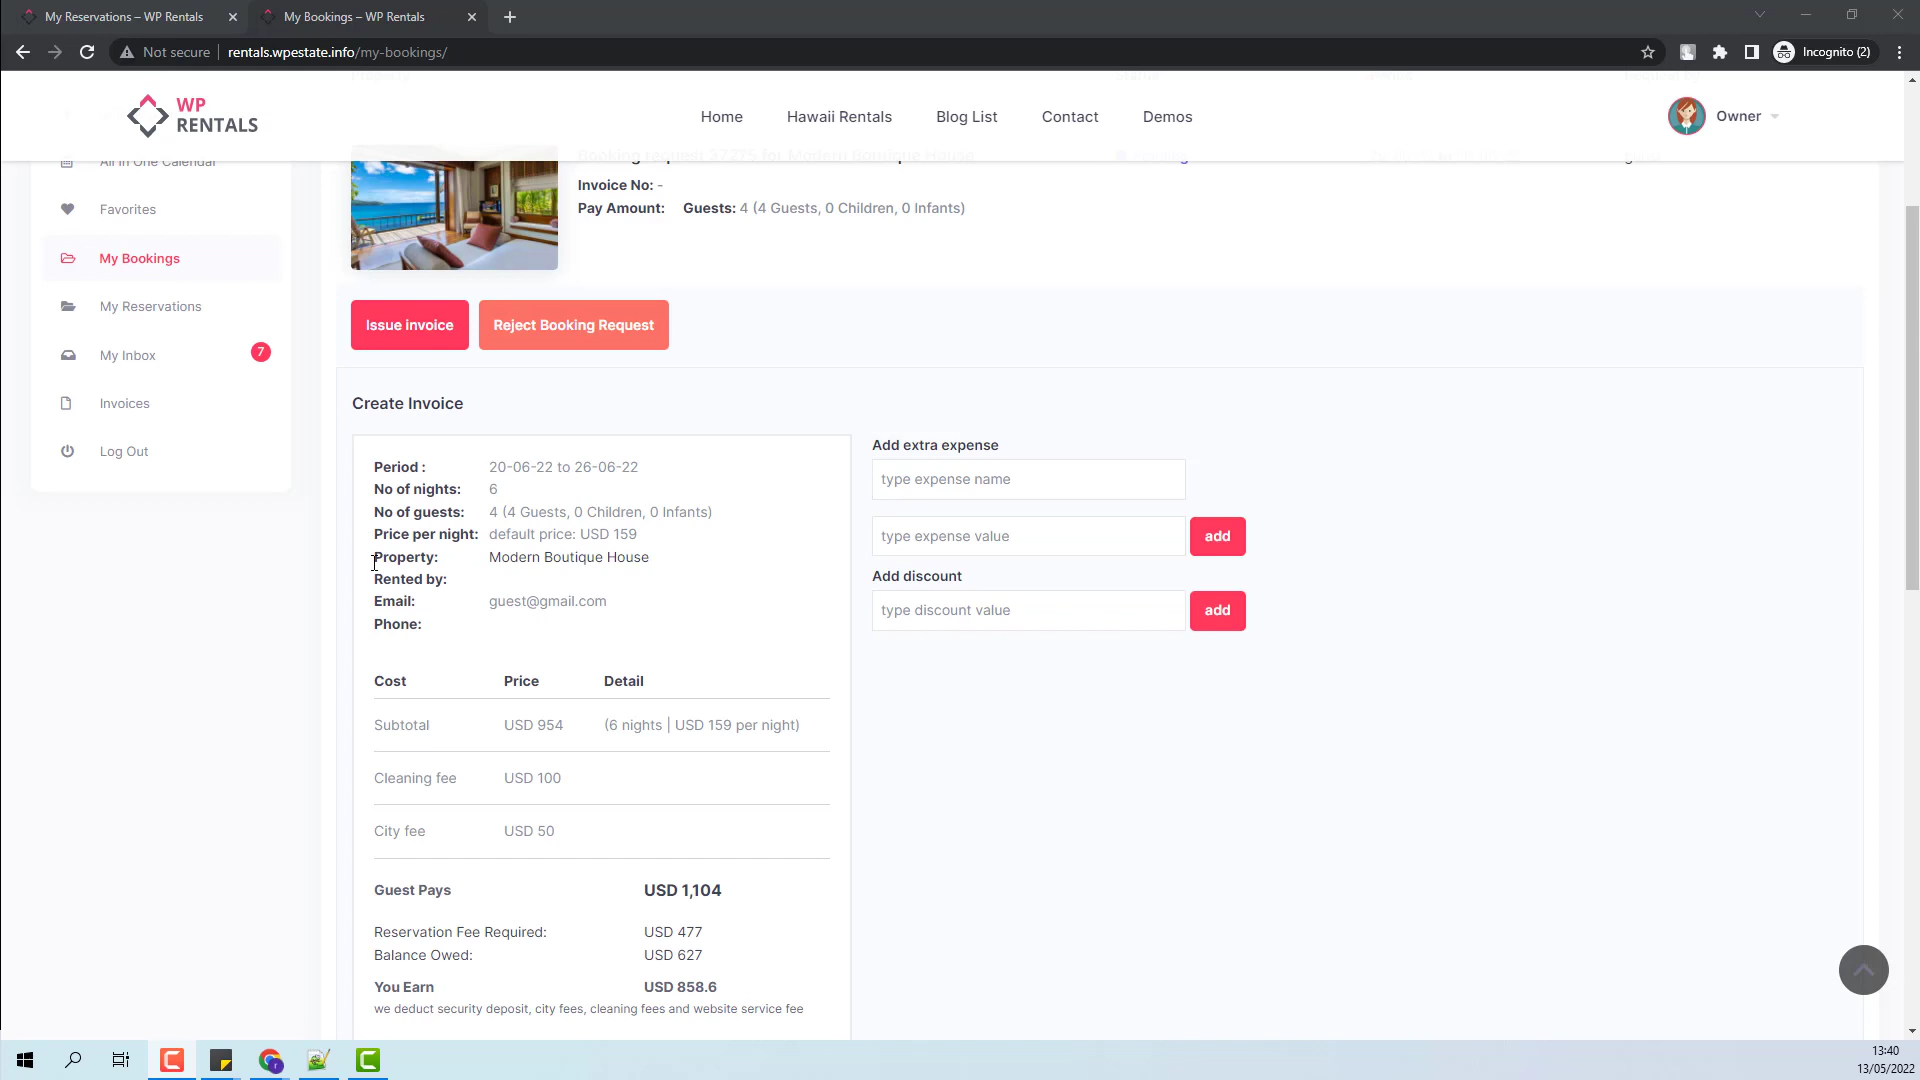 My Reservations – WP Rentals
My Bookings – WP Rentals
Not secure
rentals.wpestate.info/my-bookings/
Incognito (2)
WP
RENTALS
Home
Hawaii Rentals
Blog List
Contact
Demos
Owner
All In One Calendar
Favorites
My Bookings
My Reservations
My Inbox
7
Invoices
Log Out
Booking request 37275 for Modern Boutique House
Invoice No: -
Pay Amount: Guests: 4 (4 Guests, 0 Children, 0 Infants)
Issue invoice
Reject Booking Request
Create Invoice
Period : 20-06-22 to 26-06-22
No of nights: 6
No of guests: 4 (4 Guests, 0 Children, 0 Infants)
Price per night: default price: USD 159
Property: Modern Boutique House
Rented by:
Email: guest@gmail.com
Phone:
Cost Price Detail
Subtotal USD 954 (6 nights | USD 159 per night)
Cleaning fee USD 100
City fee USD 50
Guest Pays USD 1,104
Reservation Fee Required: USD 477
Balance Owed: USD 627
You Earn USD 858.6
we deduct security deposit, city fees, cleaning fees and website service fee
Add extra expense
type expense name
type expense value
add
Add discount
type discount value
add
13:40
13/05/2022